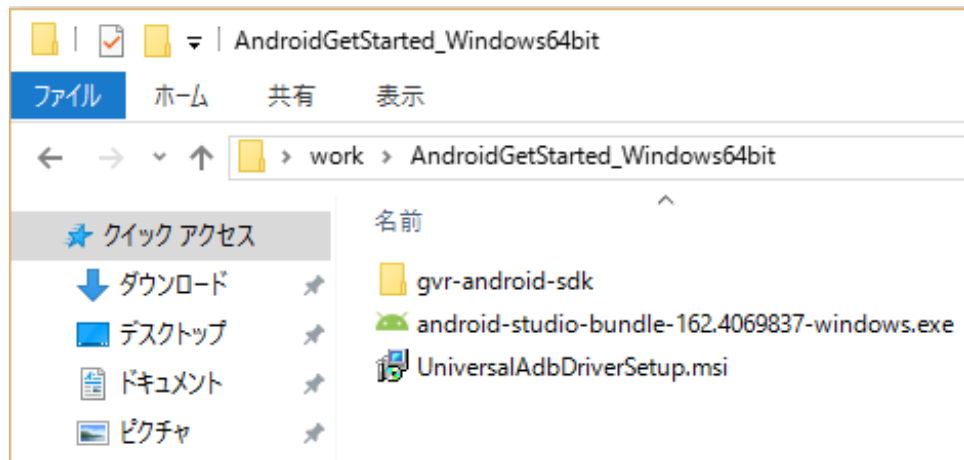 AndroidGetStarted_Windows64bit
ファイル ホーム 共有 表示
work › AndroidGetStarted_Windows64bit
名前
クイック アクセス
ダウンロード
デスクトップ
ドキュメント
ピクチャ
gvr-android-sdk
android-studio-bundle-162.4069837-windows.exe
UniversalAdbDriverSetup.msi